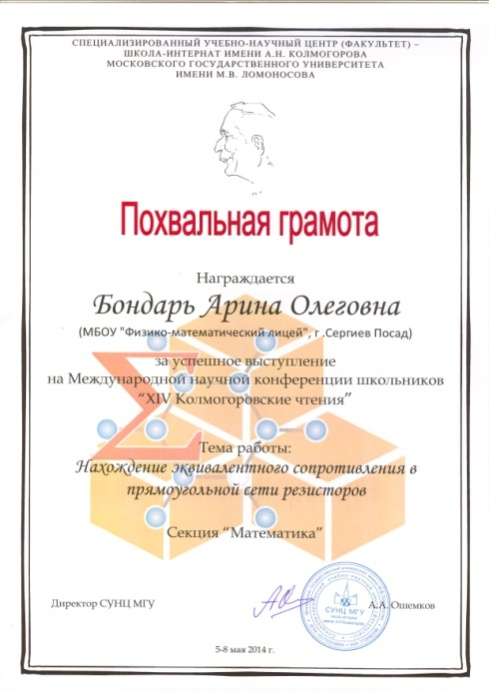 СПЕЦИАЛИЗИРОВАННЫЙ УЧЕБНО-НАУЧНЫЙ ЦЕНТР (ФАКУЛЬТЕТ) –
ШКОЛА-ИНТЕРНАТ ИМЕНИ А.Н. КОЛМОГОРОВА
МОСКОВСКОГО ГОСУДАРСТВЕННОГО УНИВЕРСИТЕТА
ИМЕНИ М.В. ЛОМОНОСОВА
Похвальная грамота
Награждается
Бондарь Арина Олеговна
(МБОУ "Физико-математический лицей", г .Сергиев Посад)
за успешное выступление
на Международной научной конференции школьников
“XIV Колмогоровские чтения”
Тема работы:
Нахождение эквивалентного сопротивления в
прямоугольной сети резисторов
Секция “Математика”
Директор СУНЦ МГУ
СУНЦ МГУ
А.А. Ошемков
5-8 мая 2014 г.